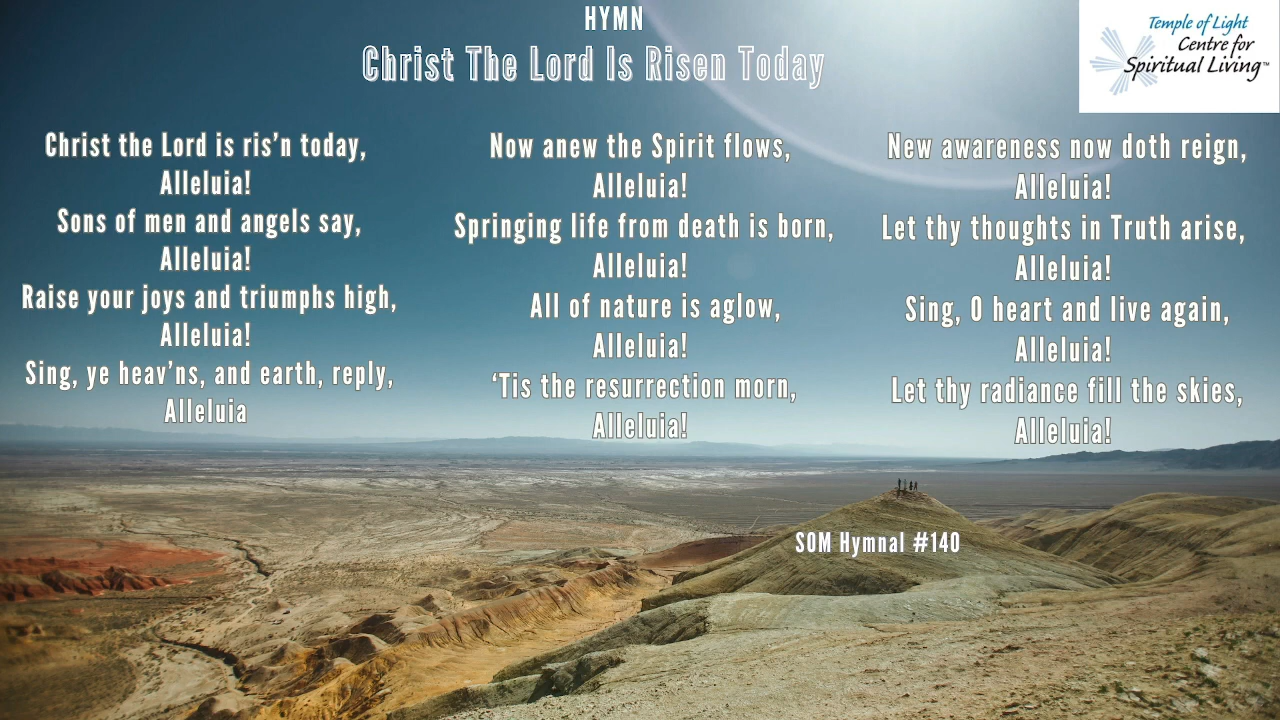 HYMN
Christ The Lord Is Risen Today
Temple of Light
Centre for
Spiritual Living™
Christ the Lord is ris’n today,
Alleluia!
Sons of men and angels say,
Alleluia!
Raise your joys and triumphs high,
Alleluia!
Sing, ye heav’ns, and earth, reply,
Alleluia
Now anew the Spirit flows,
Alleluia!
Springing life from death is born,
Alleluia!
All of nature is aglow,
Alleluia!
‘Tis the resurrection morn,
Alleluia!
New awareness now doth reign,
Alleluia!
Let thy thoughts in Truth arise,
Alleluia!
Sing, O heart and live again,
Alleluia!
Let thy radiance fill the skies,
Alleluia!
SOM Hymnal #140